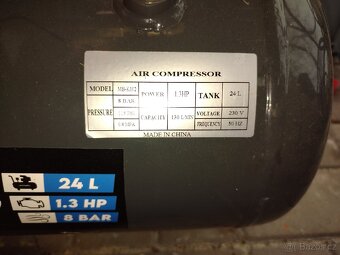 AIR COMPRESSOR
MODEL POWER 1.3HP TANK 24 L
8 BAR
PRESSURE CAPACITY 130 L/MIN VOLTAGE 230 V
FREQUENCY 50 HZ
MADE IN CHINA
24 L
1.3 HP
8 BAR